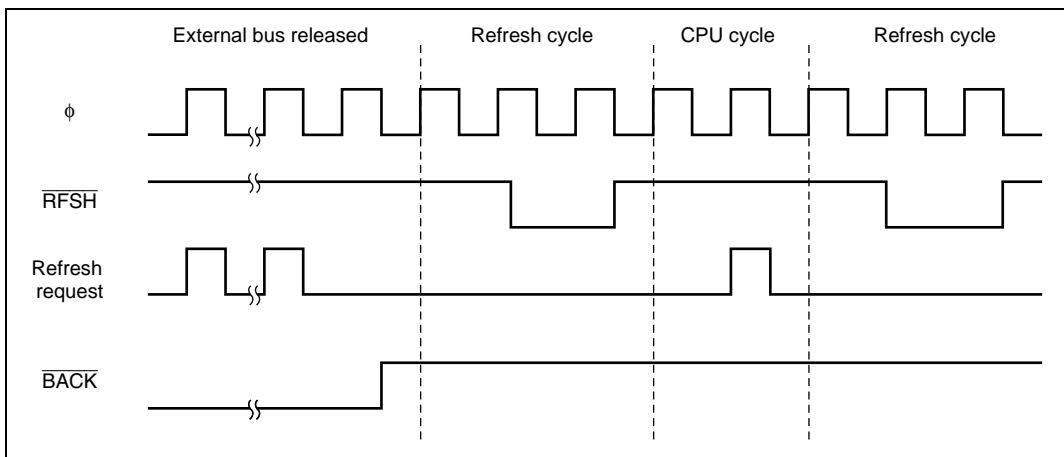 External bus released
Refresh cycle
CPU cycle
Refresh cycle
ϕ
RFSH
Refresh
request
BACK